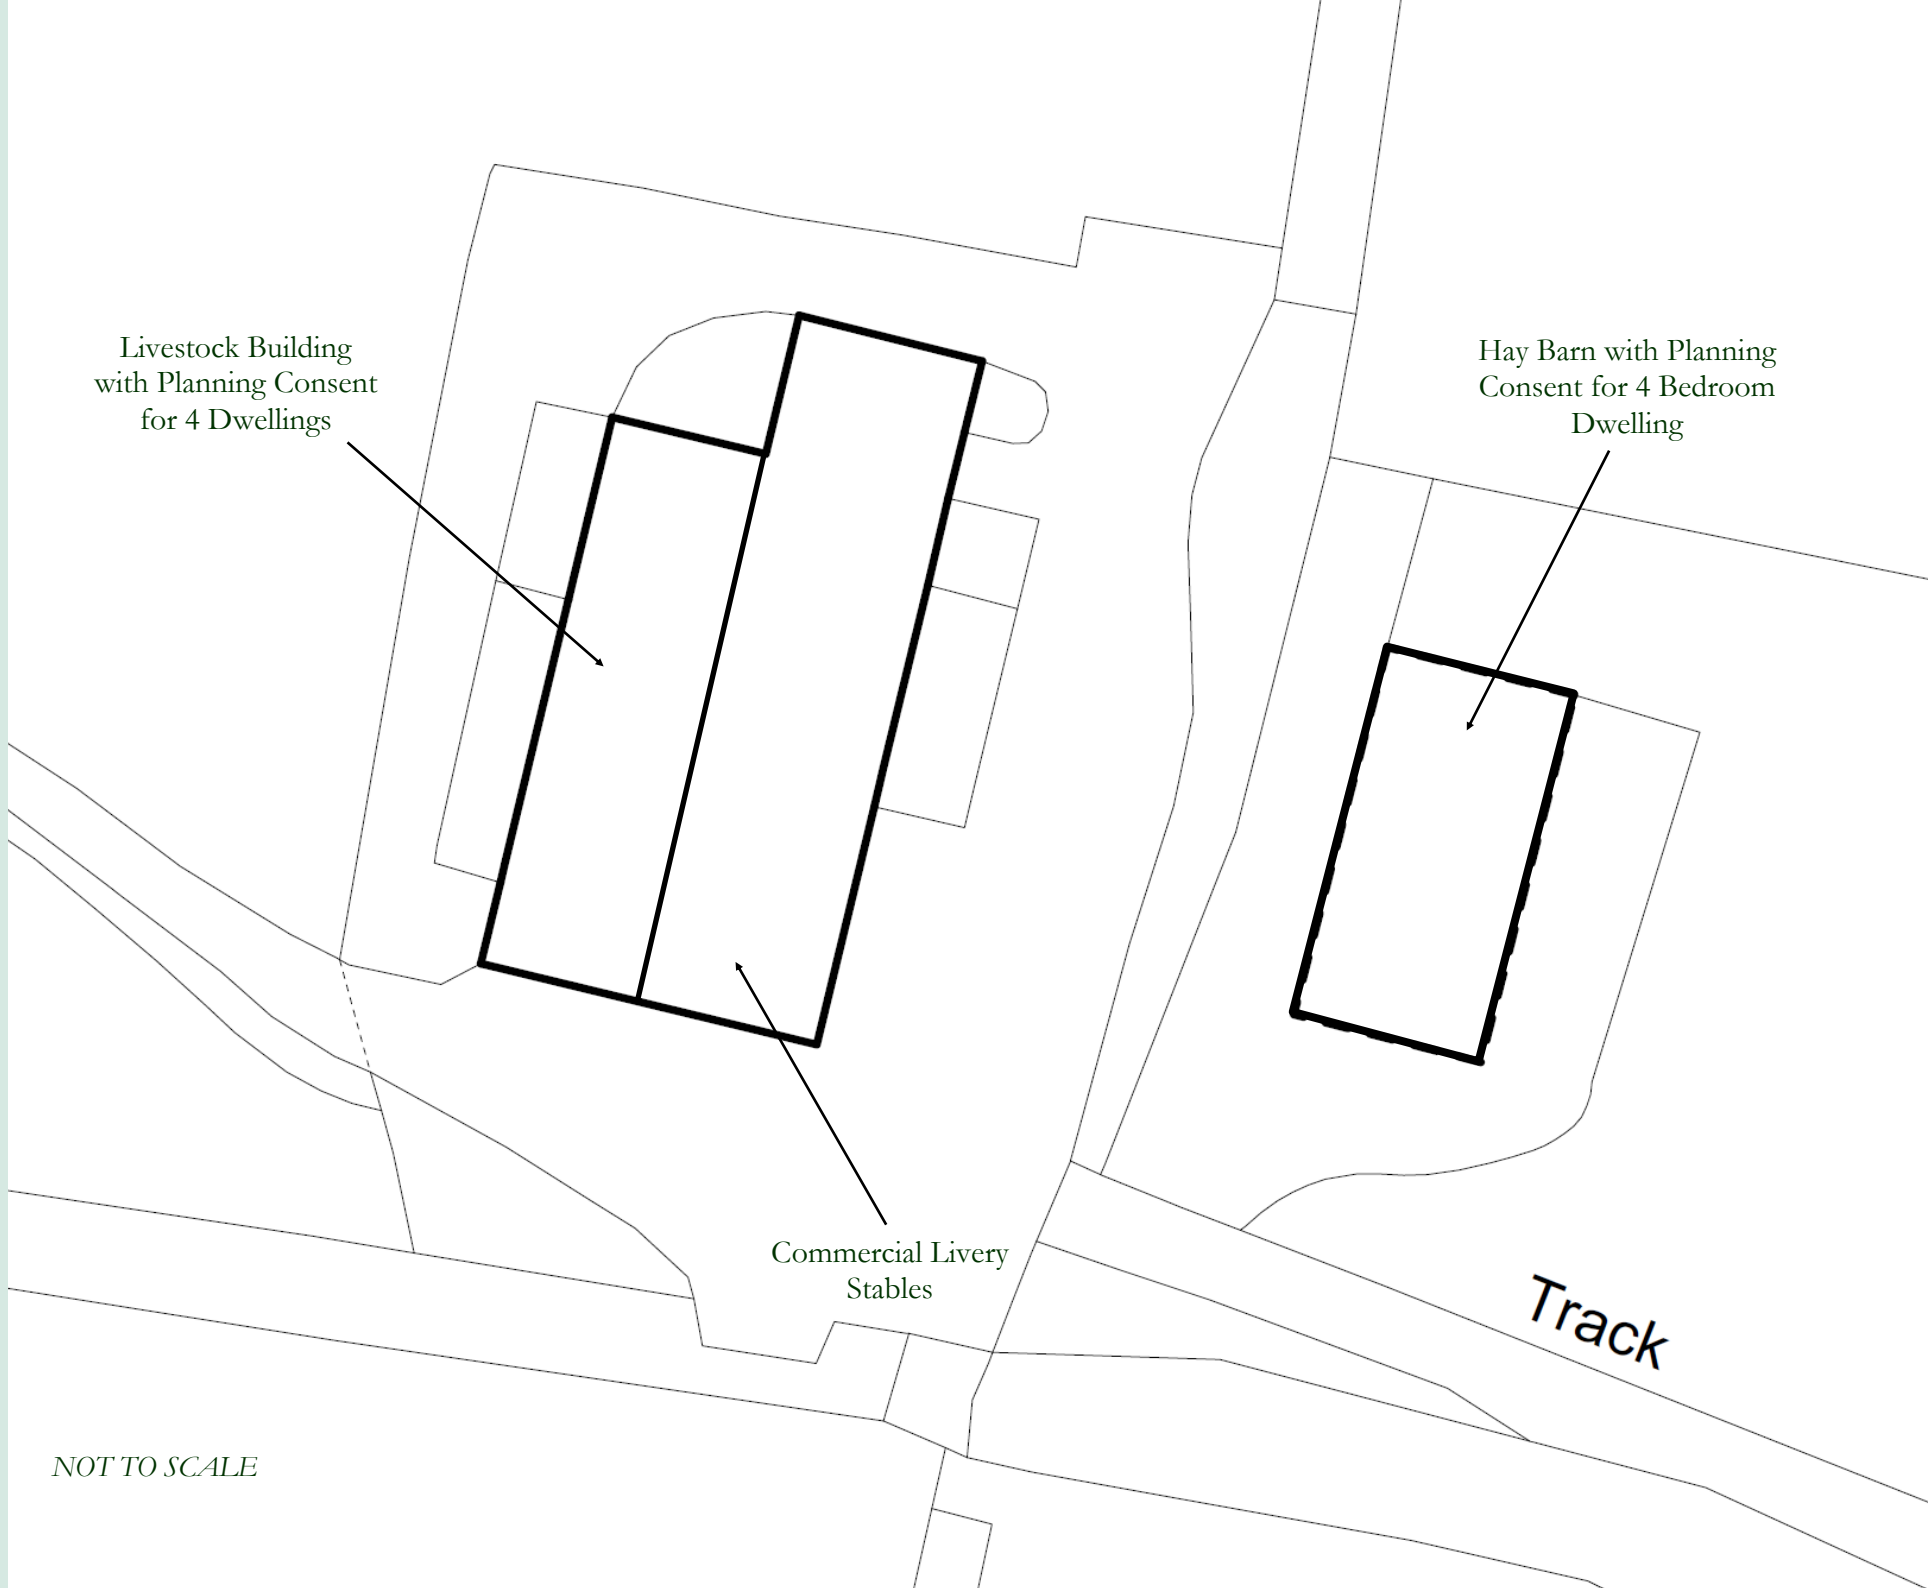 Livestock Building
with Planning Consent
for 4 Dwellings
Hay Barn with Planning
Consent for 4 Bedroom
Dwelling
Commercial Livery
Stables
Track
NOT TO SCALE